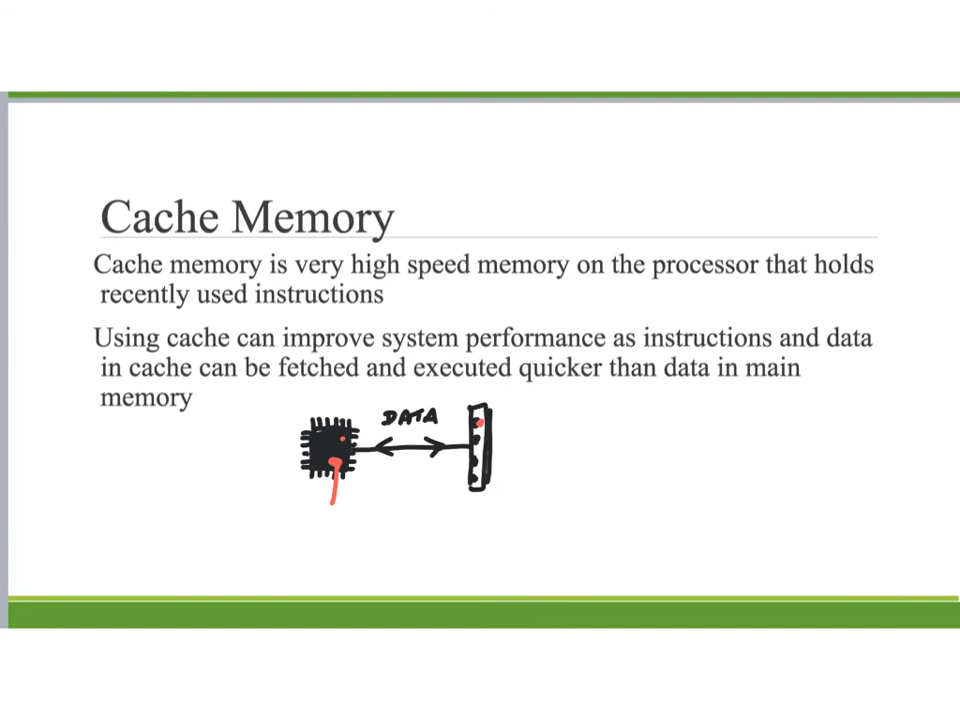 Cache Memory
Cache memory is very high speed memory on the processor that holds
recently used instructions
Using cache can improve system performance as instructions and data
in cache can be fetched and executed quicker than data in main
memory
DATA